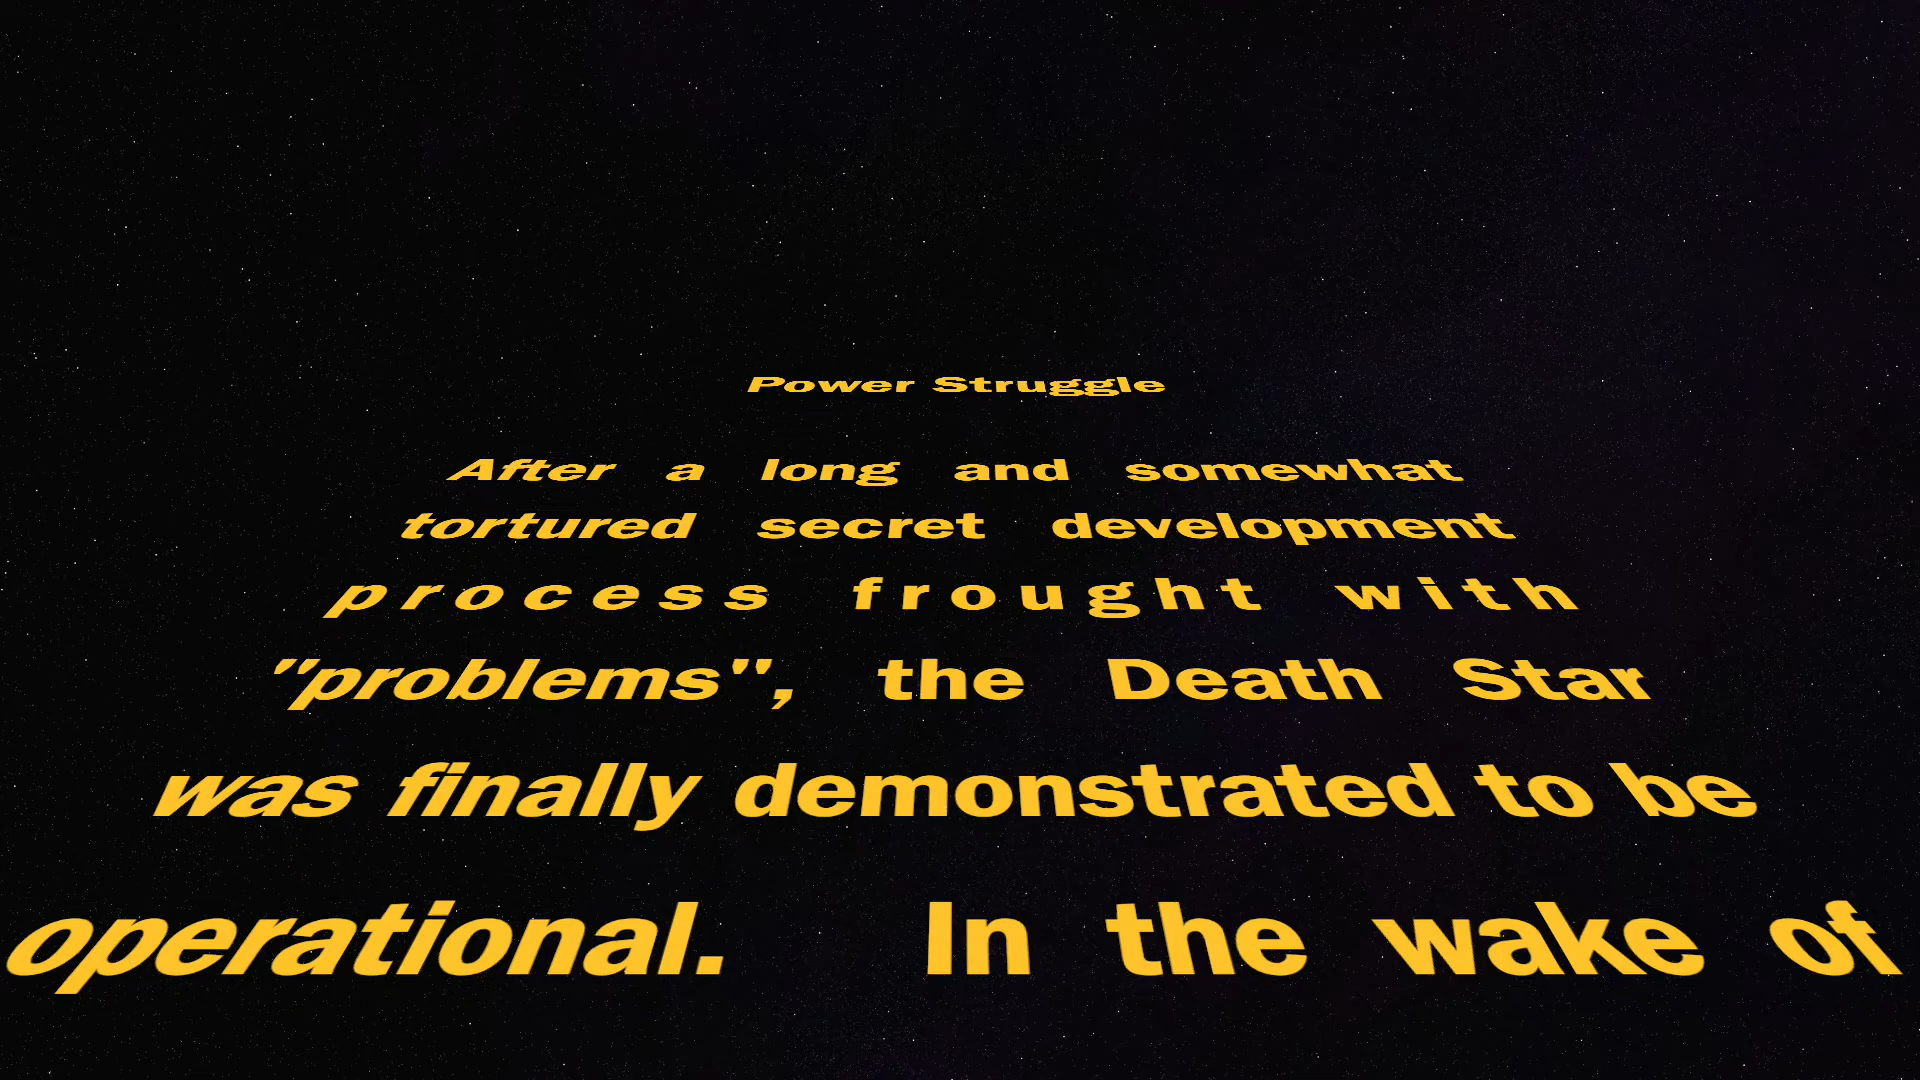 Power Struggle
After a long and somewhat
tortured secret development
process frought with
"problems", the Death Star
was finally demonstrated to be
operational. In the wake of